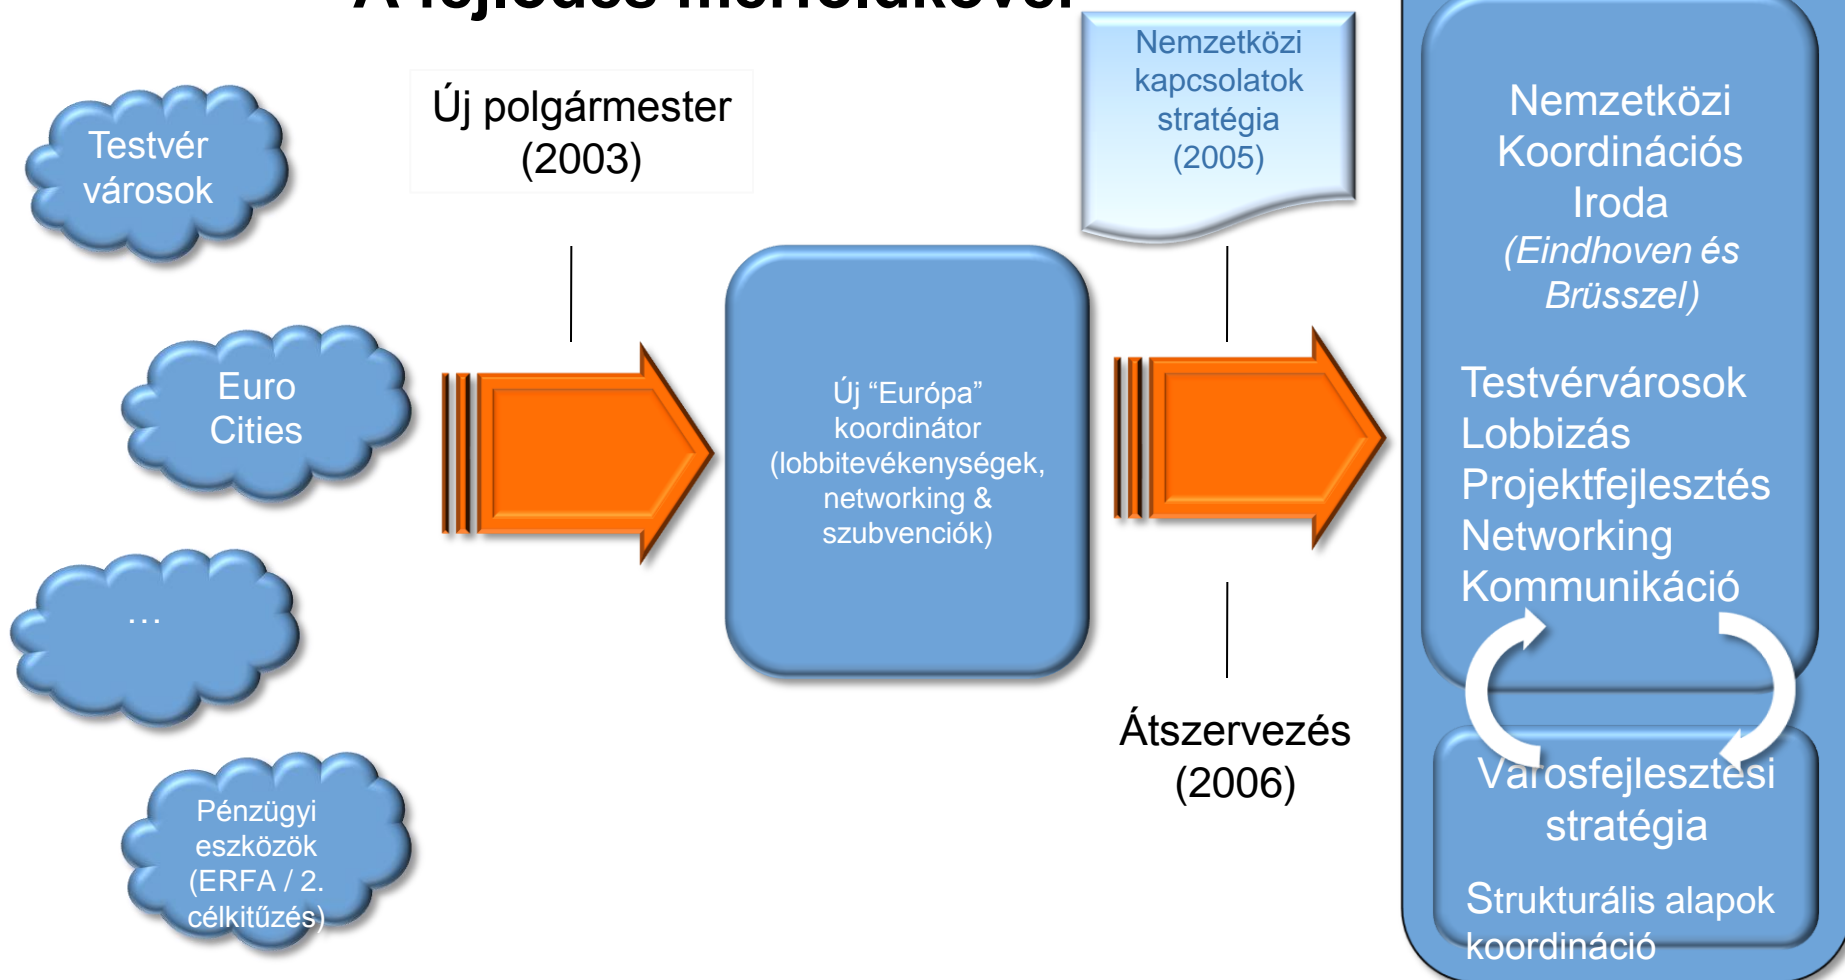 A fejlődés mérföldkövei
Testvér
városok
Új polgármester
(2003)
Nemzetközi
kapcsolatok
stratégia
(2005)
Nemzetközi
Koordinációs
Iroda
(Eindhoven és
Brüsszel)
Testvérvárosok
Lobbizás
Projektfejlesztés
Networking
Kommunikáció
Euro
Cities
Új “Európa”
koordinátor
(lobbitevékenységek,
networking &
szubvenciók)
…
Átszervezés
(2006)
Pénzügyi
eszközök
(ERFA / 2.
célkitűzés)
Városfejlesztési
stratégia
Strukturális alapok
koordináció